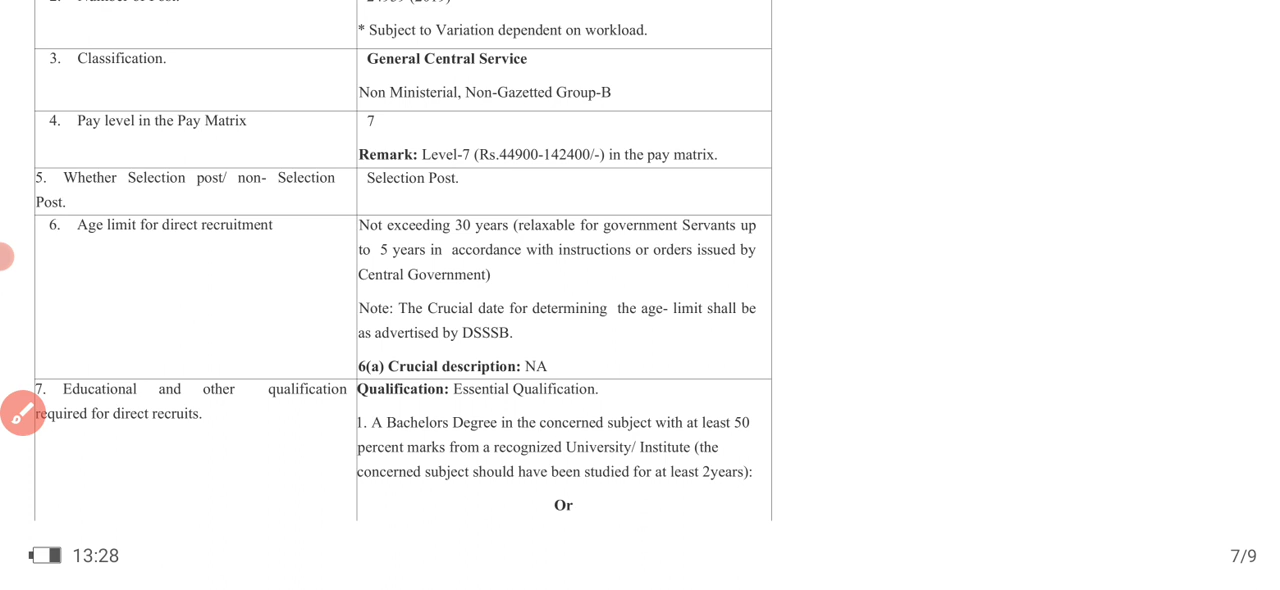 * Subject to Variation dependent on workload.
3. Classification.
General Central Service
Non Ministerial, Non-Gazetted Group-B
4. Pay level in the Pay Matrix
7
Remark: Level-7 (Rs.44900-142400/-) in the pay matrix.
5. Whether Selection post/ non- Selection
Post.
Selection Post.
6. Age limit for direct recruitment
Not exceeding 30 years (relaxable for government Servants up
to 5 years in accordance with instructions or orders issued by
Central Government)
Note: The Crucial date for determining the age- limit shall be
as advertised by DSSSB.
6(a) Crucial description: NA
7. Educational and other qualification
required for direct recruits.
Qualification: Essential Qualification.
1. A Bachelors Degree in the concerned subject with at least 50
percent marks from a recognized University/ Institute (the
concerned subject should have been studied for at least 2years):
Or
13:28
7/9